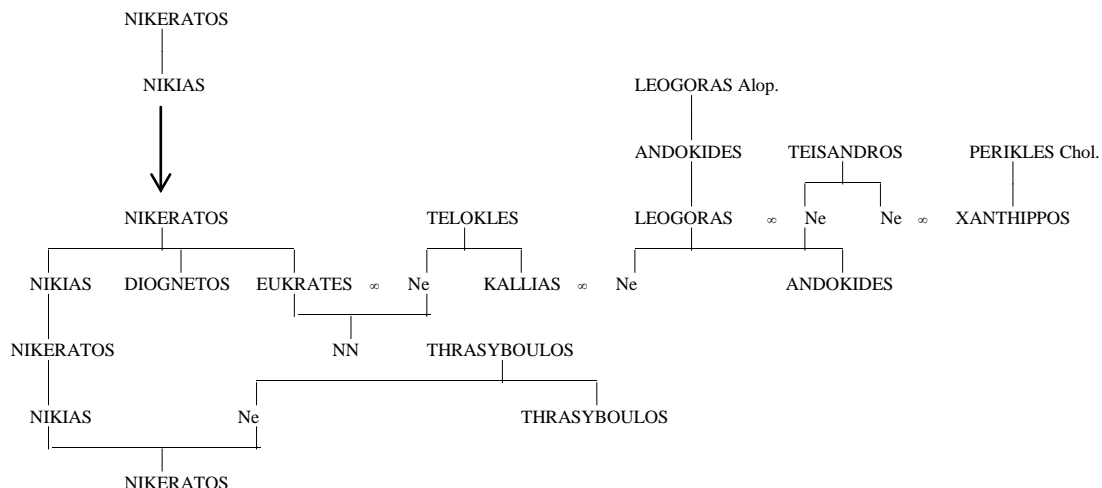 NIKERATOS
NIKIAS LEOGORAS Alop.
ANDOKIDES TEISANDROS PERIKLES Chol.
NIKERATOS TELOKLES LEOGORAS ∞ Ne Ne ∞ XANTHIPPOS
NIKIAS DIOGNETOS EUKRATES ∞ Ne KALLIAS ∞ Ne ANDOKIDES
NIKERATOS NN THRASYBOULOS
NIKIAS Ne THRASYBOULOS
NIKERATOS